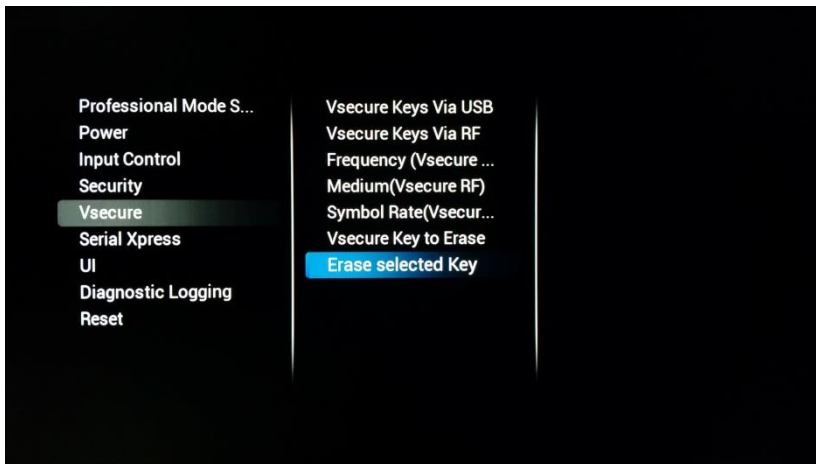 Professional Mode S...
Power
Input Control
Security
Vsecure
Serial Xpress
UI
Diagnostic Logging
Reset
Vsecure Keys Via USB
Vsecure Keys Via RF
Frequency (Vsecure ...
Medium(Vsecure RF)
Symbol Rate(Vsecur...
Vsecure Key to Erase
Erase selected Key